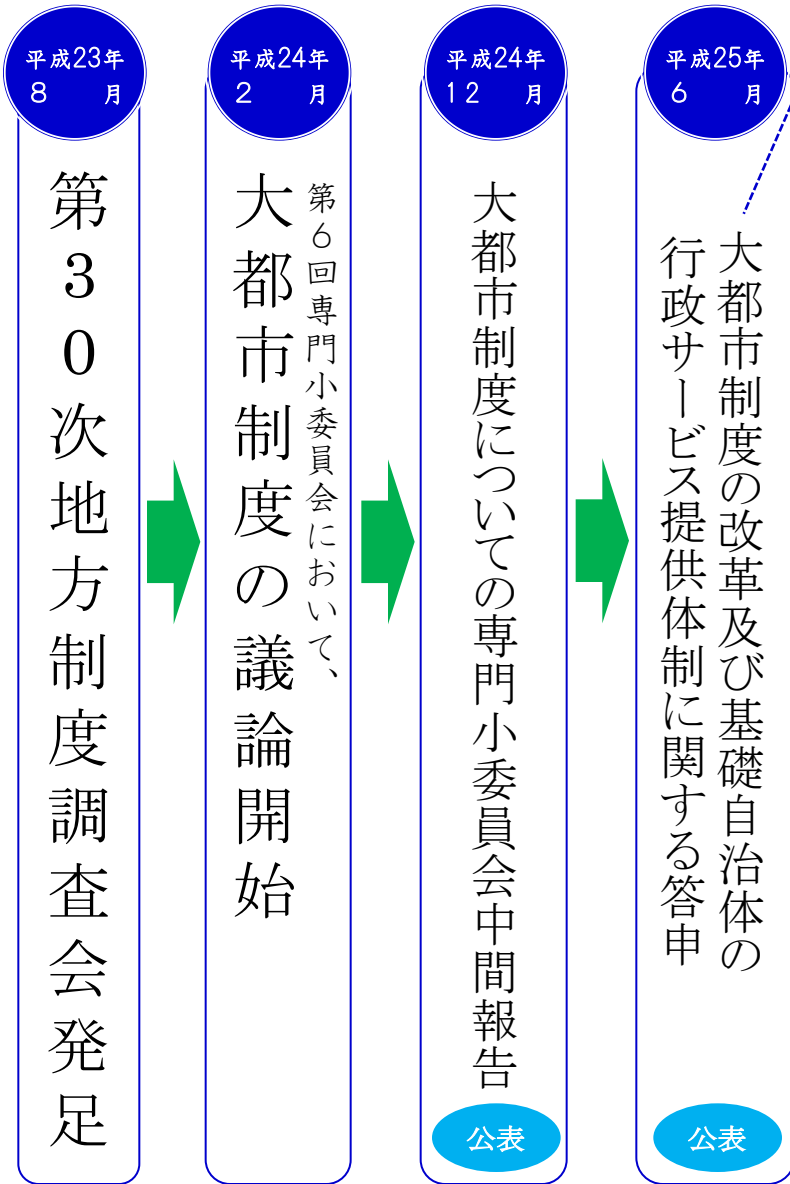 平成23年
8月
第30次地方制度調査会発足
平成24年
2月
第6回専門小委員会において、
大都市制度の議論開始
平成24年
12月
大都市制度についての専門小委員会中間報告
公表
平成25年
6月
大都市制度の改革及び基礎自治体の
行政サービス提供体制に関する答申
公表